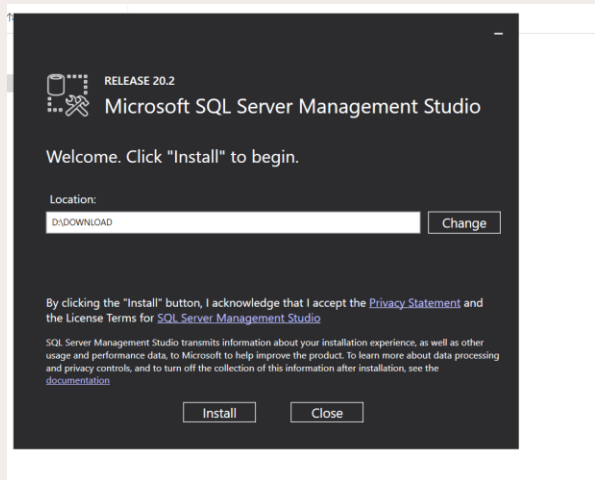 RELEASE 20.2
Microsoft SQL Server Management Studio
Welcome. Click "Install" to begin.
Location:
D:\DOWNLOAD
Change
By clicking the "Install" button, I acknowledge that I accept the Privacy Statement and
the License Terms for SQL Server Management Studio
SQL Server Management Studio transmits information about your installation experience, as well as other
usage and performance data, to Microsoft to help improve the product. To learn more about data processing
and privacy controls, and to turn off the collection of this information after installation, see the
documentation
Install
Close